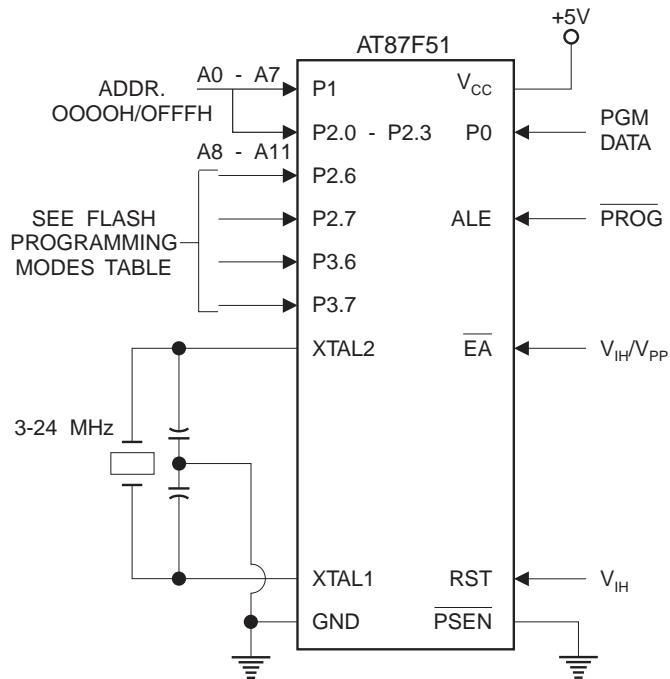 +5V
AT87F51
ADDR.
OOOOH/OFFFH
A0 - A7
P1
VCC
P2.0 - P2.3
P0
PGM
DATA
A8 - A11
P2.6
SEE FLASH
PROGRAMMING
MODES TABLE
P2.7
ALE
PROG
P3.6
P3.7
XTAL2
EA
VIH/VPP
3-24 MHz
XTAL1
RST
VIH
GND
PSEN